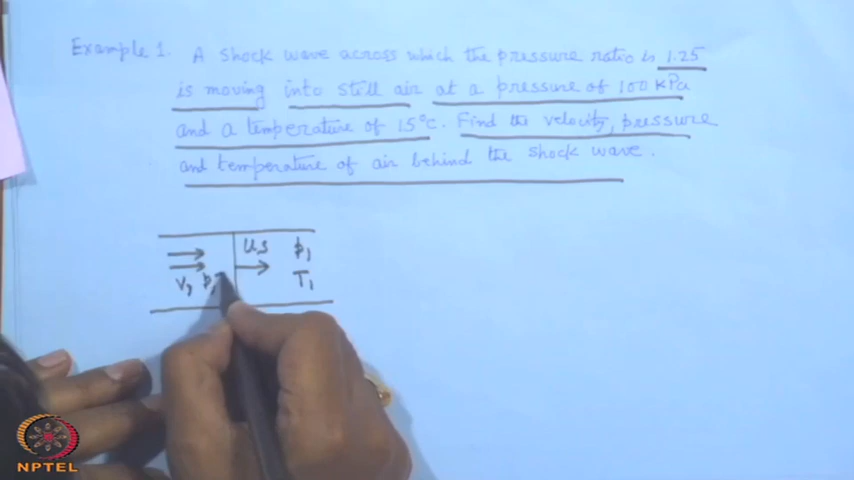 Example 1. A shock wave across which the pressure ratio is 1.25
is moving into still air at a pressure of 100 kPa
and a temperature of 15°C. Find the velocity, pressure
and temperature of air behind the shock wave.
Us p1
V, p, T1
NPTEL